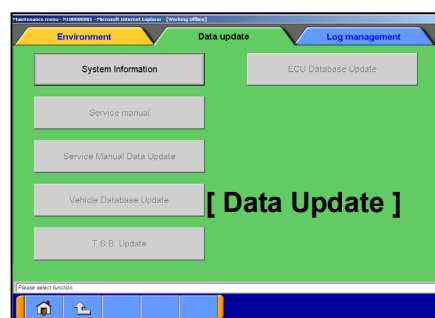 Maintenance menu - M100000001 - Microsoft Internet Explorer - [Working Offline]
Environment
Data update
Log management
System Information
ECU Database Update
Service manual
Service Manual Data Update
Vehicle Database Update
[ Data Update ]
T.S.B. Update
Please select function